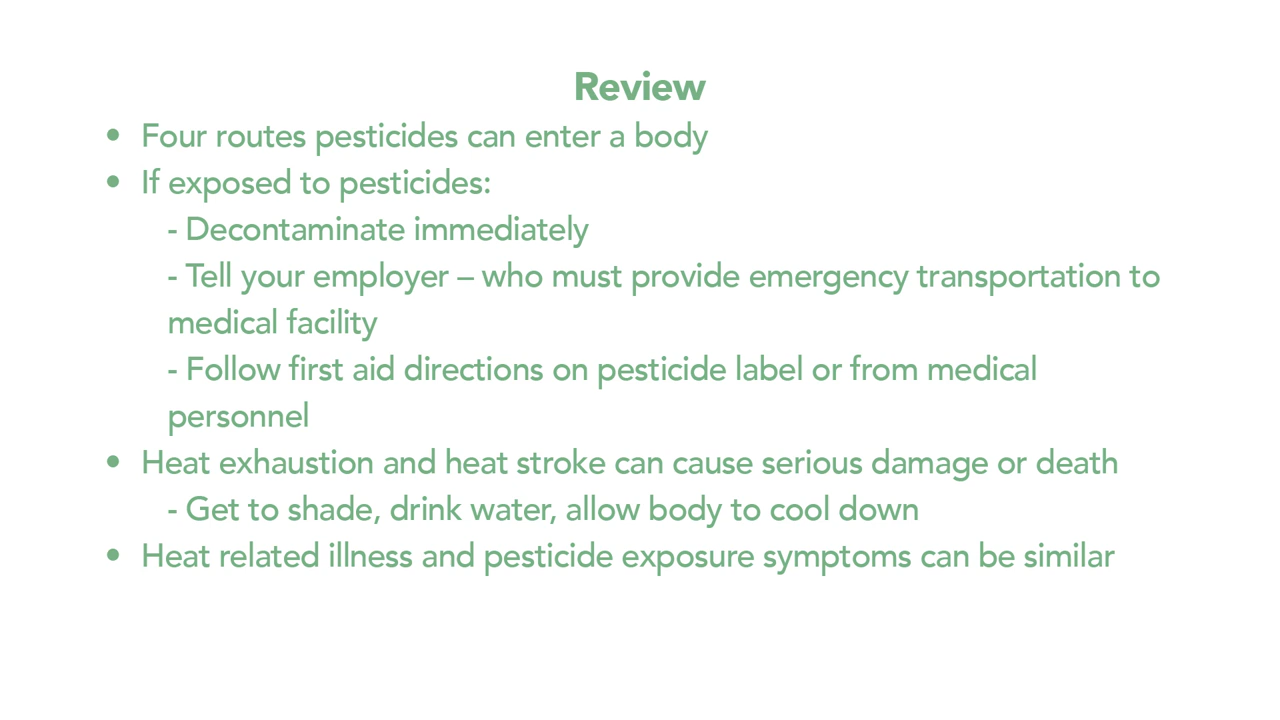 Review
• Four routes pesticides can enter a body
• If exposed to pesticides:
- Decontaminate immediately
- Tell your employer – who must provide emergency transportation to
medical facility
- Follow first aid directions on pesticide label or from medical
personnel
• Heat exhaustion and heat stroke can cause serious damage or death
- Get to shade, drink water, allow body to cool down
• Heat related illness and pesticide exposure symptoms can be similar